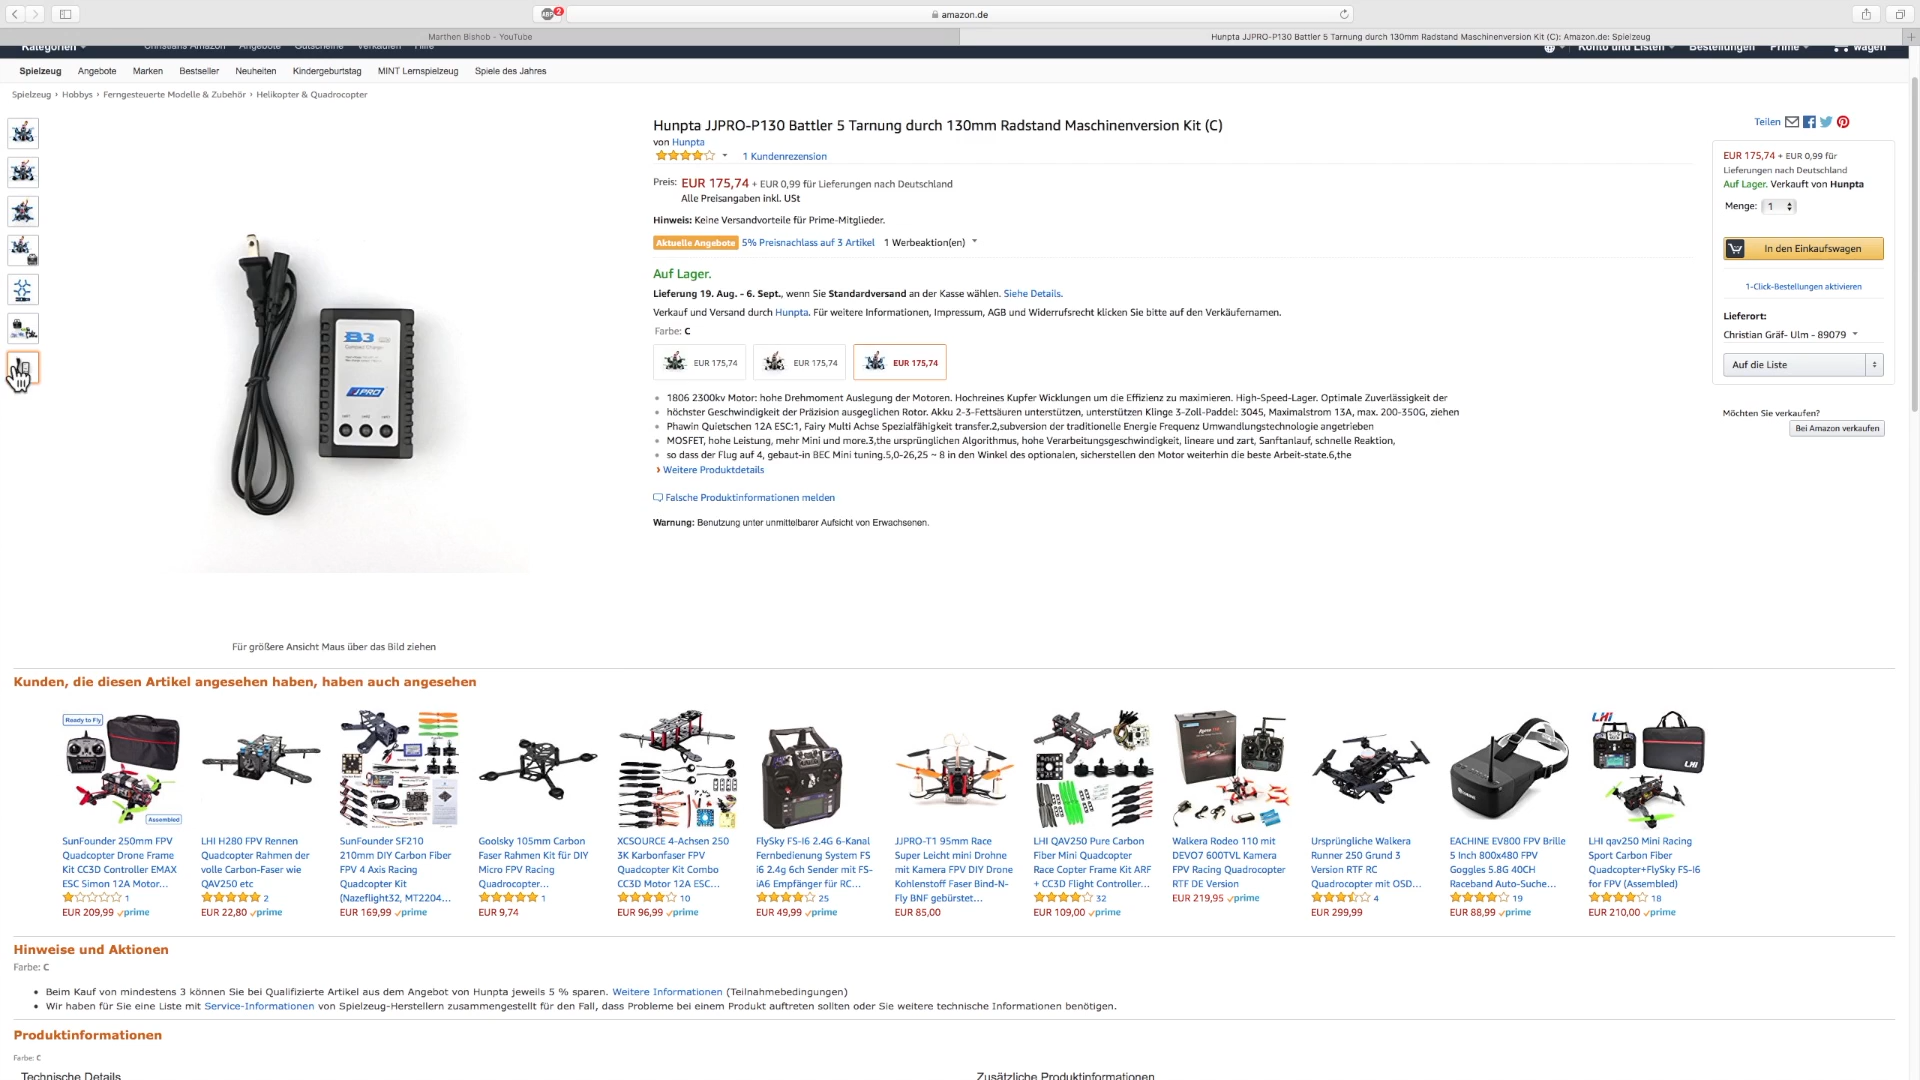 ABP 2
amazon.de
Marthen Bishob - YouTube
Hunpta JJPRO-P130 Battler 5 Tarnung durch 130mm Radstand Maschinenversion Kit (C): Amazon.de: Spielzeug
Kategorien Christians Amazon Angebote Gutscheine Verkaufen Hilfe Konto und Listen Bestellungen Prime wagen
Spielzeug Angebote Marken Bestseller Neuheiten Kindergeburtstag MINT Lernspielzeug Spiele des Jahres
Spielzeug › Hobbys › Ferngesteuerte Modelle & Zubehör › Helikopter & Quadrocopter
B3
Compact Charger
JJPRO
Für größere Ansicht Maus über das Bild ziehen
Hunpta JJPRO-P130 Battler 5 Tarnung durch 130mm Radstand Maschinenversion Kit (C)
von Hunpta
1 Kundenrezension
Preis: EUR 175,74 + EUR 0,99 für Lieferungen nach Deutschland
Alle Preisangaben inkl. USt
Hinweis: Keine Versandvorteile für Prime-Mitglieder.
Aktuelle Angebote 5% Preisnachlass auf 3 Artikel 1 Werbeaktion(en)
Auf Lager.
Lieferung 19. Aug. - 6. Sept., wenn Sie Standardversand an der Kasse wählen. Siehe Details.
Verkauf und Versand durch Hunpta. Für weitere Informationen, Impressum, AGB und Widerrufsrecht klicken Sie bitte auf den Verkäufernamen.
Farbe: C
EUR 175,74 EUR 175,74 EUR 175,74
• 1806 2300kv Motor: hohe Drehmoment Auslegung der Motoren. Hochreines Kupfer Wicklungen um die Effizienz zu maximieren. High-Speed-Lager. Optimale Zuverlässigkeit der
• höchster Geschwindigkeit der Präzision ausgeglichen Rotor. Akku 2-3-Fettsäuren unterstützen, unterstützen Klinge 3-Zoll-Paddel: 3045, Maximalstrom 13A, max. 200-350G, ziehen
• Phawin Quietschen 12A ESC:1, Fairy Multi Achse Spezialfähigkeit transfer.2,subversion der traditionelle Energie Frequenz Umwandlungstechnologie angetrieben
• MOSFET, hohe Leistung, mehr Mini und more.3,the ursprünglichen Algorithmus, hohe Verarbeitungsgeschwindigkeit, lineare und zart, Sanftanlauf, schnelle Reaktion,
• so dass der Flug auf 4, gebaut-in BEC Mini tuning.5,0-26,25 ~ 8 in den Winkel des optionalen, sicherstellen den Motor weiterhin die beste Arbeit-state.6,the
› Weitere Produktdetails
Falsche Produktinformationen melden
Warnung: Benutzung unter unmittelbarer Aufsicht von Erwachsenen.
Teilen
EUR 175,74 + EUR 0,99 für
Lieferungen nach Deutschland
Auf Lager. Verkauft von Hunpta
Menge: 1
In den Einkaufswagen
1-Click-Bestellungen aktivieren
Lieferort:
Christian Gräf- Ulm - 89079
Auf die Liste
Möchten Sie verkaufen?
Bei Amazon verkaufen
Kunden, die diesen Artikel angesehen haben, haben auch angesehen
Ready to Fly
Assembled
SunFounder 250mm FPV
Quadcopter Drone Frame
Kit CC3D Controller EMAX
ESC Simon 12A Motor...
1
EUR 209,99 prime
LHI H280 FPV Rennen
Quadcopter Rahmen der
volle Carbon-Faser wie
QAV250 etc
2
EUR 22,80 prime
SunFounder SF210
210mm DIY Carbon Fiber
FPV 4 Axis Racing
Quadcopter Kit
(Nazeflight32, MT2204...
EUR 169,99 prime
Goolsky 105mm Carbon
Faser Rahmen Kit für DIY
Micro FPV Racing
Quadrocopter...
1
EUR 9,74
XCSOURCE 4-Achsen 250
3K Karbonfaser FPV
Quadcopter Kit Combo
CC3D Motor 12A ESC...
10
EUR 96,99 prime
FlySky FS-I6 2.4G 6-Kanal
Fernbedienung System FS
i6 2.4g 6ch Sender mit FS-
iA6 Empfänger für RC...
25
EUR 49,99 prime
JJPRO-T1 95mm Race
Super Leicht mini Drohne
mit Kamera FPV DIY Drone
Kohlenstoff Faser Bind-N-
Fly BNF gebürstet...
EUR 85,00
LHI QAV250 Pure Carbon
Fiber Mini Quadcopter
Race Copter Frame Kit ARF
+ CC3D Flight Controller...
32
EUR 109,00 prime
Walkera Rodeo 110 mit
DEVO7 600TVL Kamera
FPV Racing Quadrocopter
RTF DE Version
EUR 219,95 prime
Ursprüngliche Walkera
Runner 250 Grund 3
Version RTF RC
Quadrocopter mit OSD...
4
EUR 299,99
EACHINE EV800 FPV Brille
5 Inch 800x480 FPV
Goggles 5.8G 40CH
Raceband Auto-Suche...
19
EUR 88,99 prime
LHI
LHI
LHI qav250 Mini Racing
Sport Carbon Fiber
Quadcopter+FlySky FS-I6
for FPV (Assembled)
18
EUR 210,00 prime
Hinweise und Aktionen
Farbe: C
• Beim Kauf von mindestens 3 können Sie bei Qualifizierte Artikel aus dem Angebot von Hunpta jeweils 5 % sparen. Weitere Informationen (Teilnahmebedingungen)
• Wir haben für Sie eine Liste mit Service-Informationen von Spielzeug-Herstellern zusammengestellt für den Fall, dass Probleme bei einem Produkt auftreten sollten oder Sie weitere technische Informationen benötigen.
Produktinformationen
Farbe: C
Technische Details Zusätzliche Produktinformationen